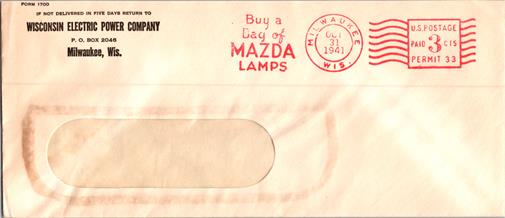 FORM 1700
IF NOT DELIVERED IN FIVE DAYS RETURN TO
WISCONSIN ELECTRIC POWER COMPANY
P. O. BOX 2046
Milwaukee, Wis.
Buy a
Bag of
MAZDA
LAMPS
MILWAUKEE
OCT
31
1941
WIS.
U.S. POSTAGE
PAID 3 CTS
PERMIT 33